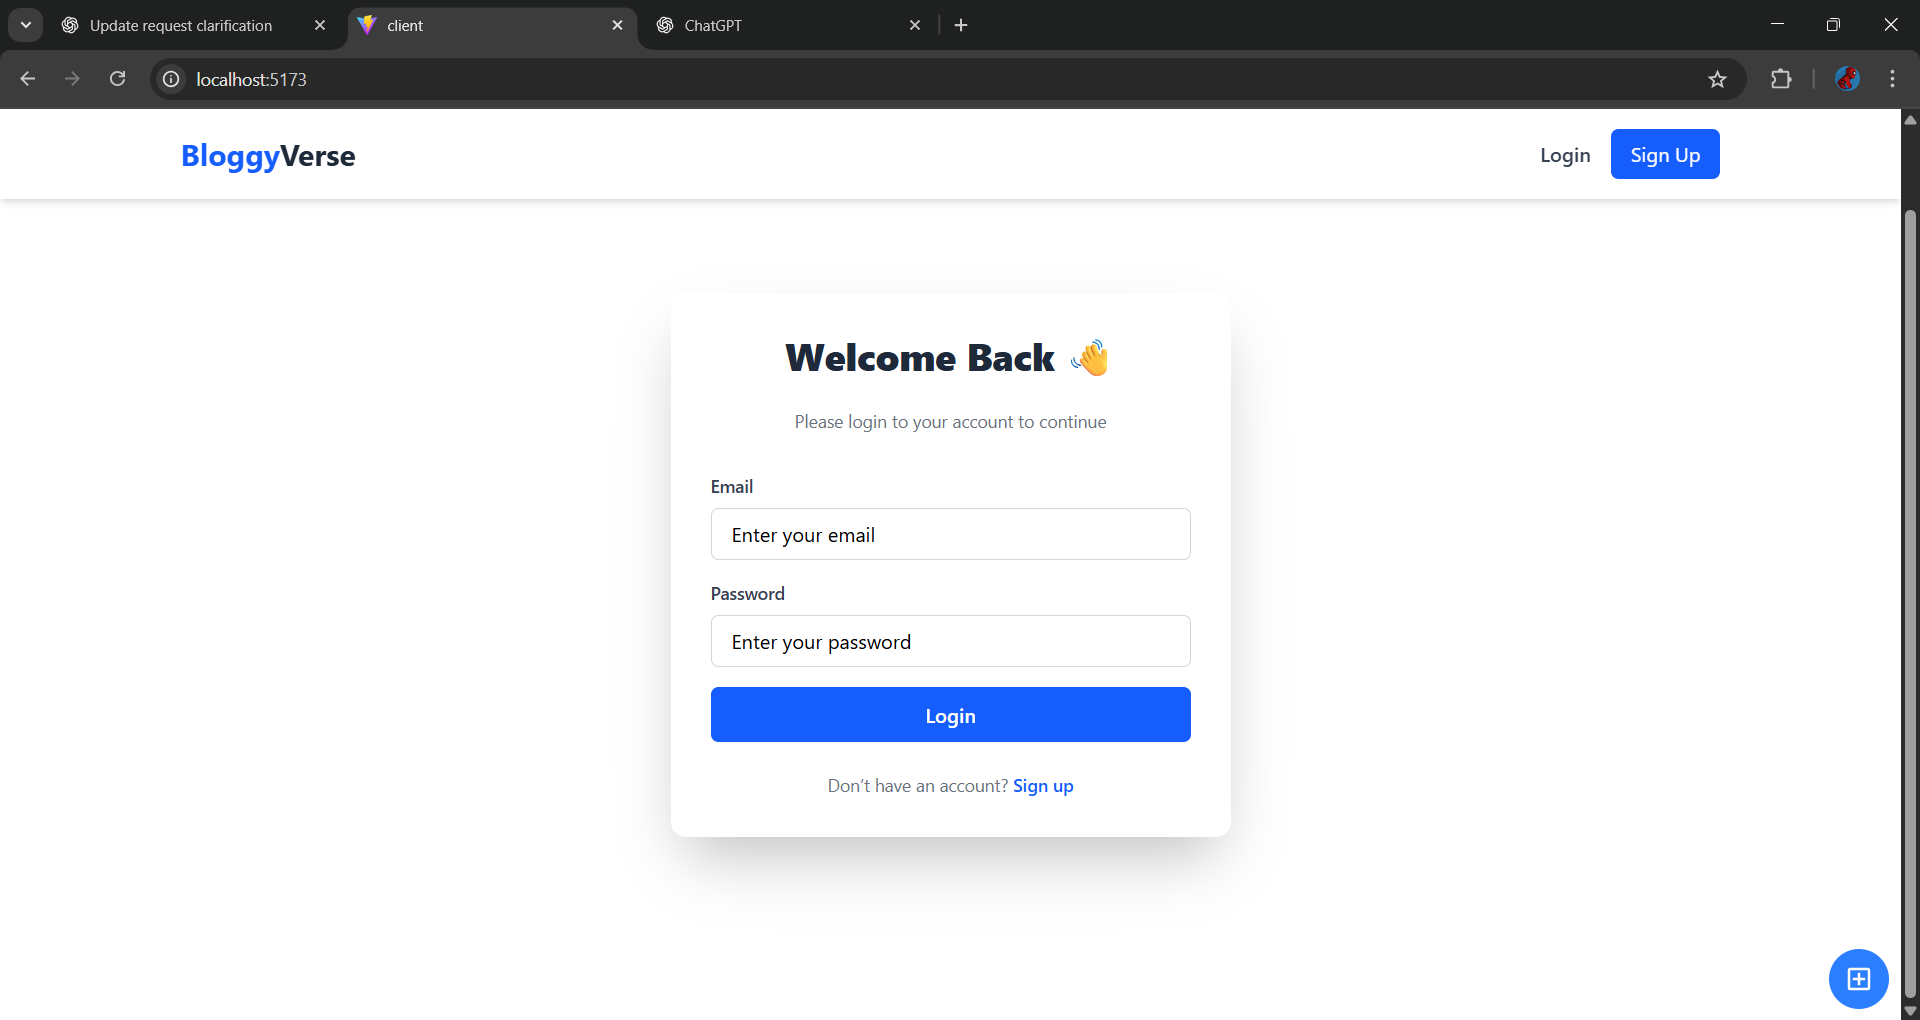 Update request clarification
client
ChatGPT
localhost:5173
BloggyVerse
Login
Sign Up
Welcome Back 👋
Please login to your account to continue
Email
Enter your email
Password
Enter your password
Login
Don’t have an account? Sign up